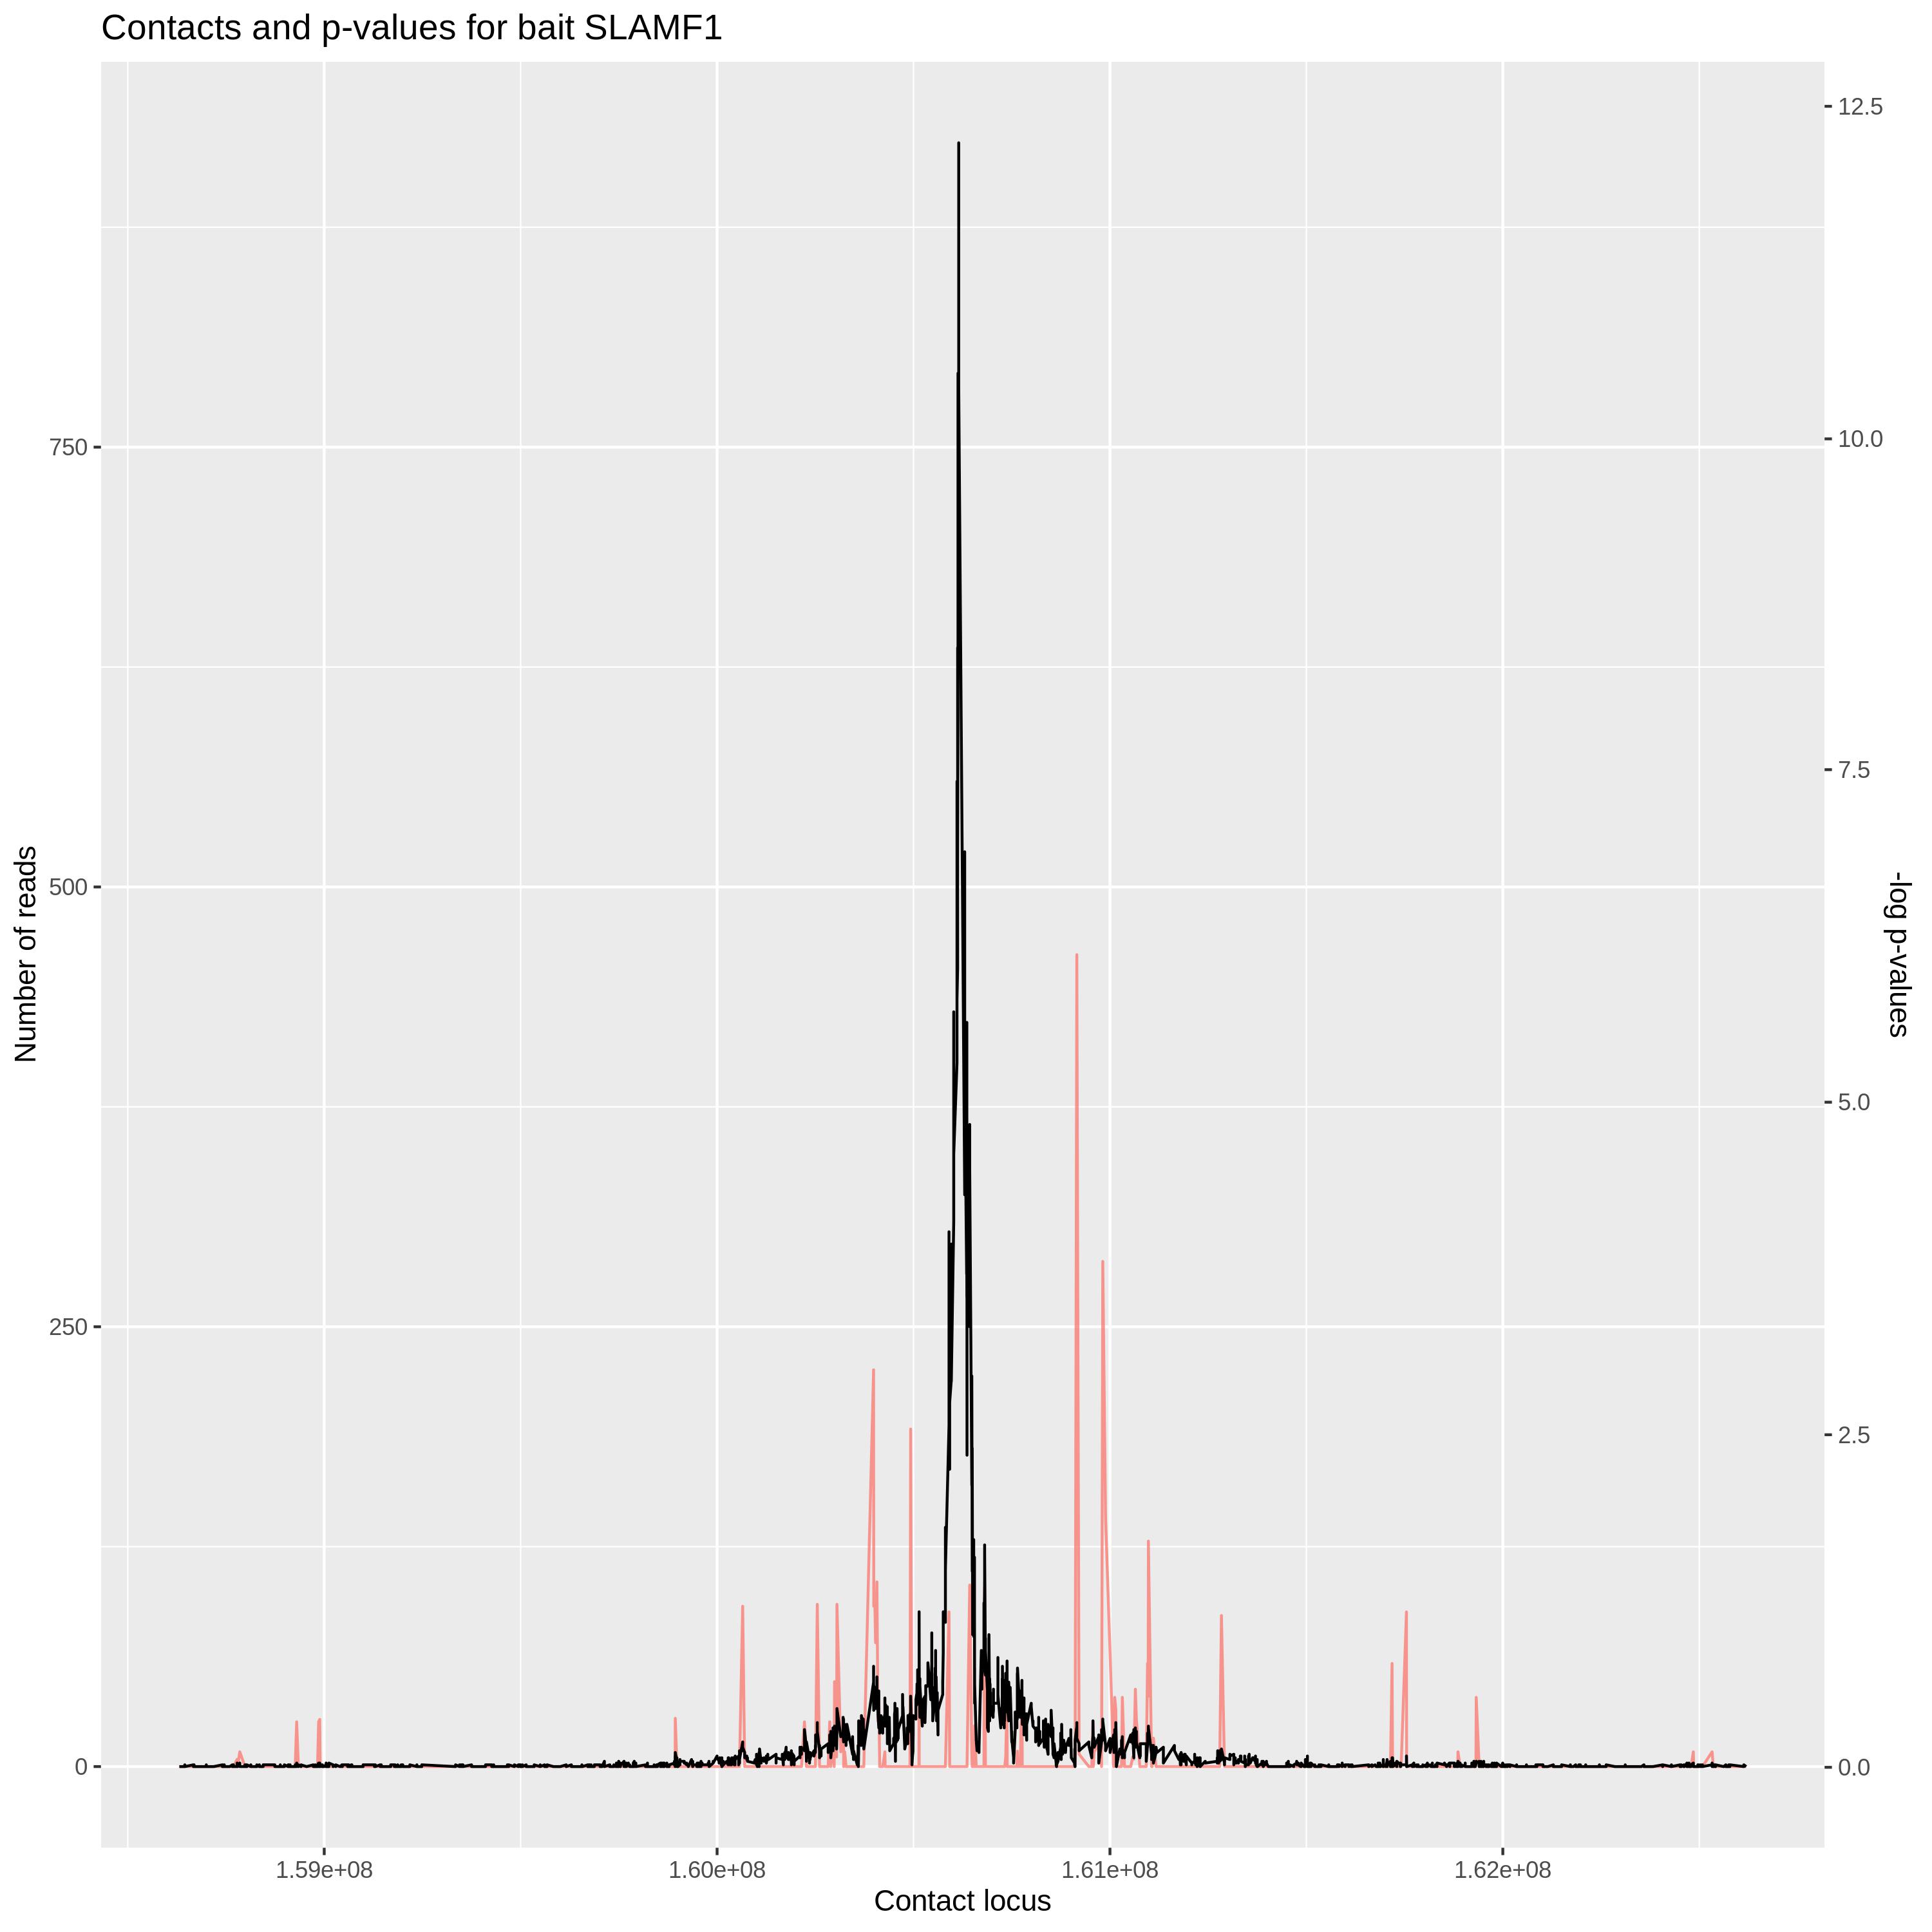 Contacts and p-values for bait SLAMF1
12.5
10.0
7.5
5.0
2.5
0.0
750
500
250
0
Number of reads
-log p-values
1.59e+08
1.60e+08
1.61e+08
1.62e+08
Contact locus